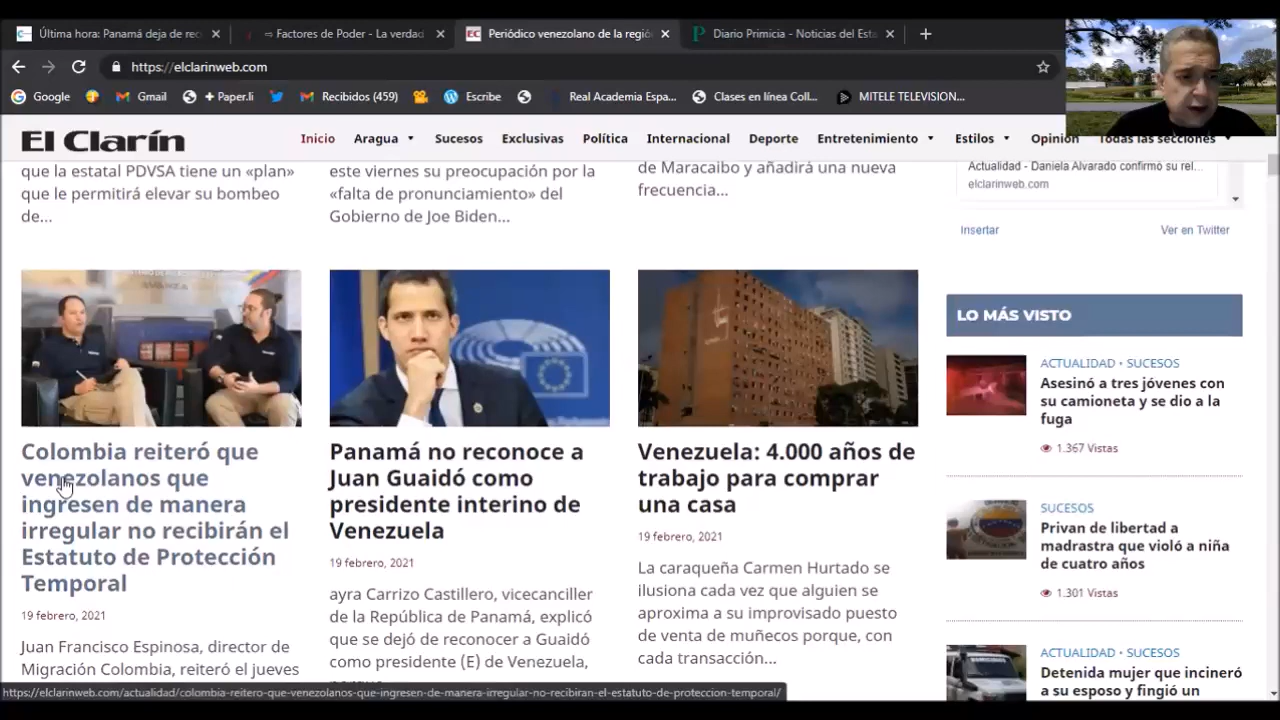 Última hora: Panamá deja de rec
⇨ Factores de Poder - La verdad
EC Periódico venezolano de la regió
Diario Primicia - Noticias del Esta
https://elclarinweb.com
Google
Gmail
+ Paper.li
Recibidos (459)
Escribe
Real Academia Espa...
Clases en línea Coll...
MITELE TELEVISION...
El Clarín
Inicio Aragua Sucesos Exclusivas Política Internacional Deporte Entretenimiento Estilos Opinión Todas las secciones
que la estatal PDVSA tiene un «plan»
que le permitirá elevar su bombeo
de...
este viernes su preocupación por la
«falta de pronunciamiento» del
Gobierno de Joe Biden...
de Maracaibo y añadirá una nueva
frecuencia...
Actualidad - Daniela Alvarado confirmó su rel...
elclarinweb.com
Insertar Ver en Twitter
AVANZA
Colombia reiteró que
venezolanos que
ingresen de manera
irregular no recibirán el
Estatuto de Protección
Temporal
19 febrero, 2021
Juan Francisco Espinosa, director de
Migración Colombia, reiteró el jueves
Panamá no reconoce a
Juan Guaidó como
presidente interino de
Venezuela
19 febrero, 2021
ayra Carrizo Castillero, vicecanciller
de la República de Panamá, explicó
que se dejó de reconocer a Guaidó
como presidente (E) de Venezuela,
Venezuela: 4.000 años de
trabajo para comprar
una casa
19 febrero, 2021
La caraqueña Carmen Hurtado se
ilusiona cada vez que alguien se
aproxima a su improvisado puesto
de venta de muñecos porque, con
cada transacción...
LO MÁS VISTO
ACTUALIDAD • SUCESOS
Asesinó a tres jóvenes con
su camioneta y se dio a la
fuga
1.367 Vistas
SUCESOS
Privan de libertad a
madrastra que violó a niña
de cuatro años
1.301 Vistas
ACTUALIDAD • SUCESOS
Detenida mujer que incineró
a su esposo y fingió un
https://elclarinweb.com/actualidad/colombia-reitero-que-venezolanos-que-ingresen-de-manera-irregular-no-recibiran-el-estatuto-de-proteccion-temporal/